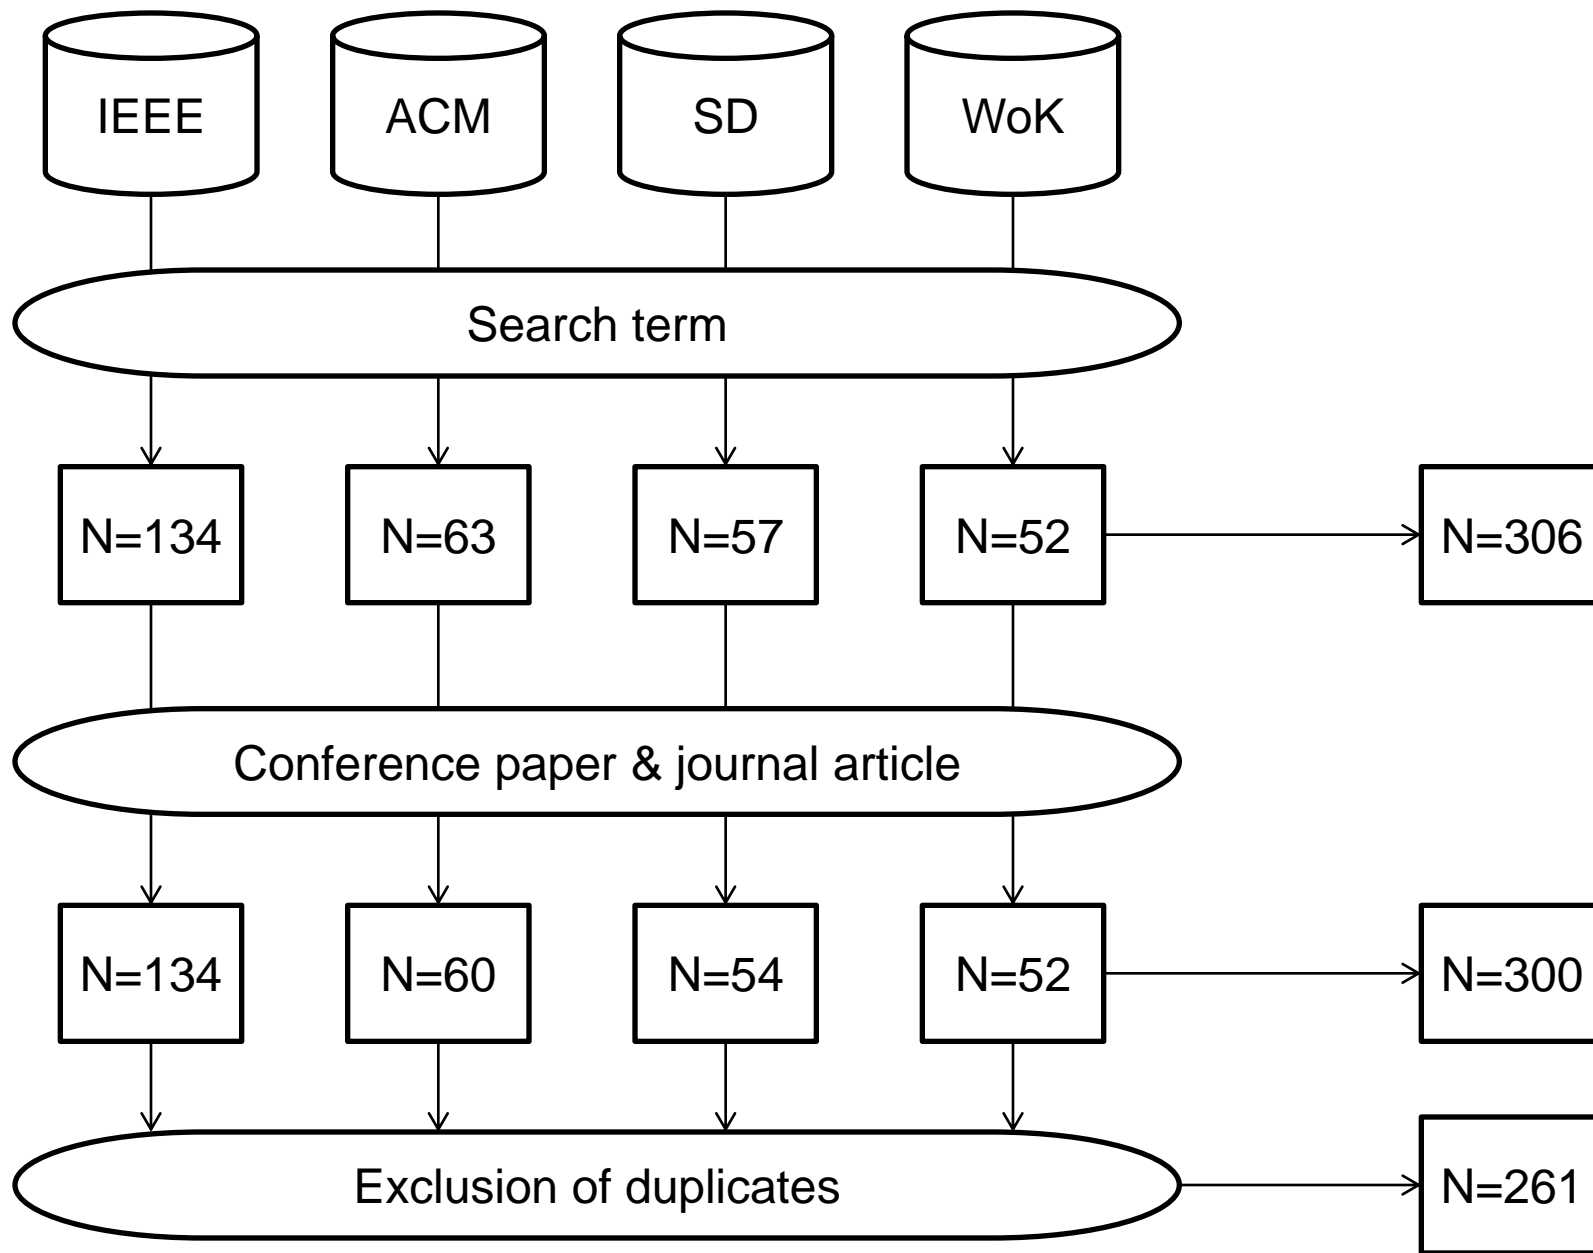 IEEE
ACM
SD
WoK
Search term
N=134
N=63
N=57
N=52
N=306
Conference paper & journal article
N=134
N=60
N=54
N=52
N=300
Exclusion of duplicates
N=261